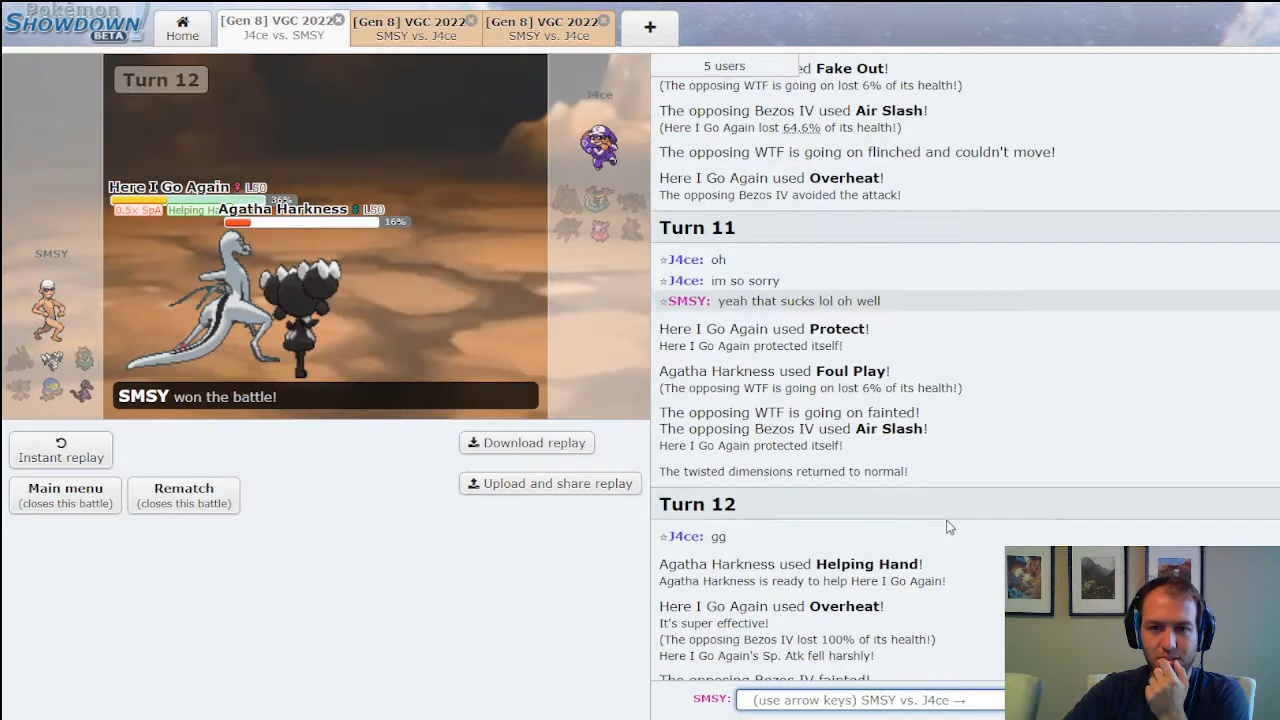 Pokémon
SHOWDOWN
BETA
Home
[Gen 8] VGC 2022
J4ce vs. SMSY
[Gen 8] VGC 2022
SMSY vs. J4ce
[Gen 8] VGC 2022
SMSY vs. J4ce
+
Turn 12
J4ce
Here I Go Again L50
36%
0.5× SpA Helping Ha
Agatha Harkness L50
16%
SMSY
SMSY won the battle!
Instant replay
Download replay
Upload and share replay
Main menu
(closes this battle)
Rematch
(closes this battle)
5 users
ed Fake Out!
(The opposing WTF is going on lost 6% of its health!)
The opposing Bezos IV used Air Slash!
(Here I Go Again lost 64.6% of its health!)
The opposing WTF is going on flinched and couldn't move!
Here I Go Again used Overheat!
The opposing Bezos IV avoided the attack!
Turn 11
☆J4ce: oh
☆J4ce: im so sorry
☆SMSY: yeah that sucks lol oh well
Here I Go Again used Protect!
Here I Go Again protected itself!
Agatha Harkness used Foul Play!
(The opposing WTF is going on lost 6% of its health!)
The opposing WTF is going on fainted!
The opposing Bezos IV used Air Slash!
Here I Go Again protected itself!
The twisted dimensions returned to normal!
Turn 12
☆J4ce: gg
Agatha Harkness used Helping Hand!
Agatha Harkness is ready to help Here I Go Again!
Here I Go Again used Overheat!
It's super effective!
(The opposing Bezos IV lost 100% of its health!)
Here I Go Again's Sp. Atk fell harshly!
The opposing Bezos IV fainted!
SMSY: (use arrow keys) SMSY vs. J4ce →